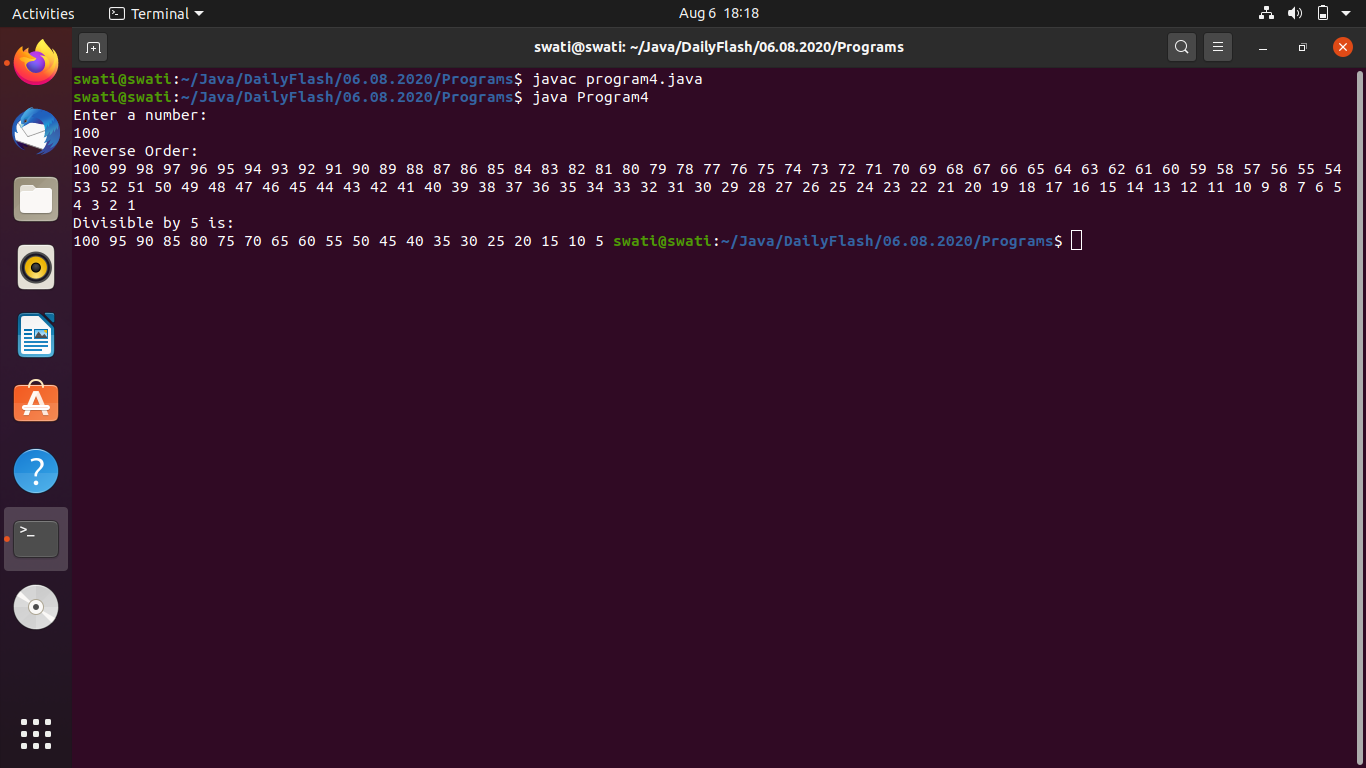 Activities Terminal Aug 6 18:18
swati@swati: ~/Java/DailyFlash/06.08.2020/Programs
swati@swati:~/Java/DailyFlash/06.08.2020/Programs$ javac program4.java
swati@swati:~/Java/DailyFlash/06.08.2020/Programs$ java Program4
Enter a number:
100
Reverse Order:
100 99 98 97 96 95 94 93 92 91 90 89 88 87 86 85 84 83 82 81 80 79 78 77 76 75 74 73 72 71 70 69 68 67 66 65 64 63 62 61 60 59 58 57 56 55 54
53 52 51 50 49 48 47 46 45 44 43 42 41 40 39 38 37 36 35 34 33 32 31 30 29 28 27 26 25 24 23 22 21 20 19 18 17 16 15 14 13 12 11 10 9 8 7 6 5
4 3 2 1
Divisible by 5 is:
100 95 90 85 80 75 70 65 60 55 50 45 40 35 30 25 20 15 10 5 swati@swati:~/Java/DailyFlash/06.08.2020/Programs$